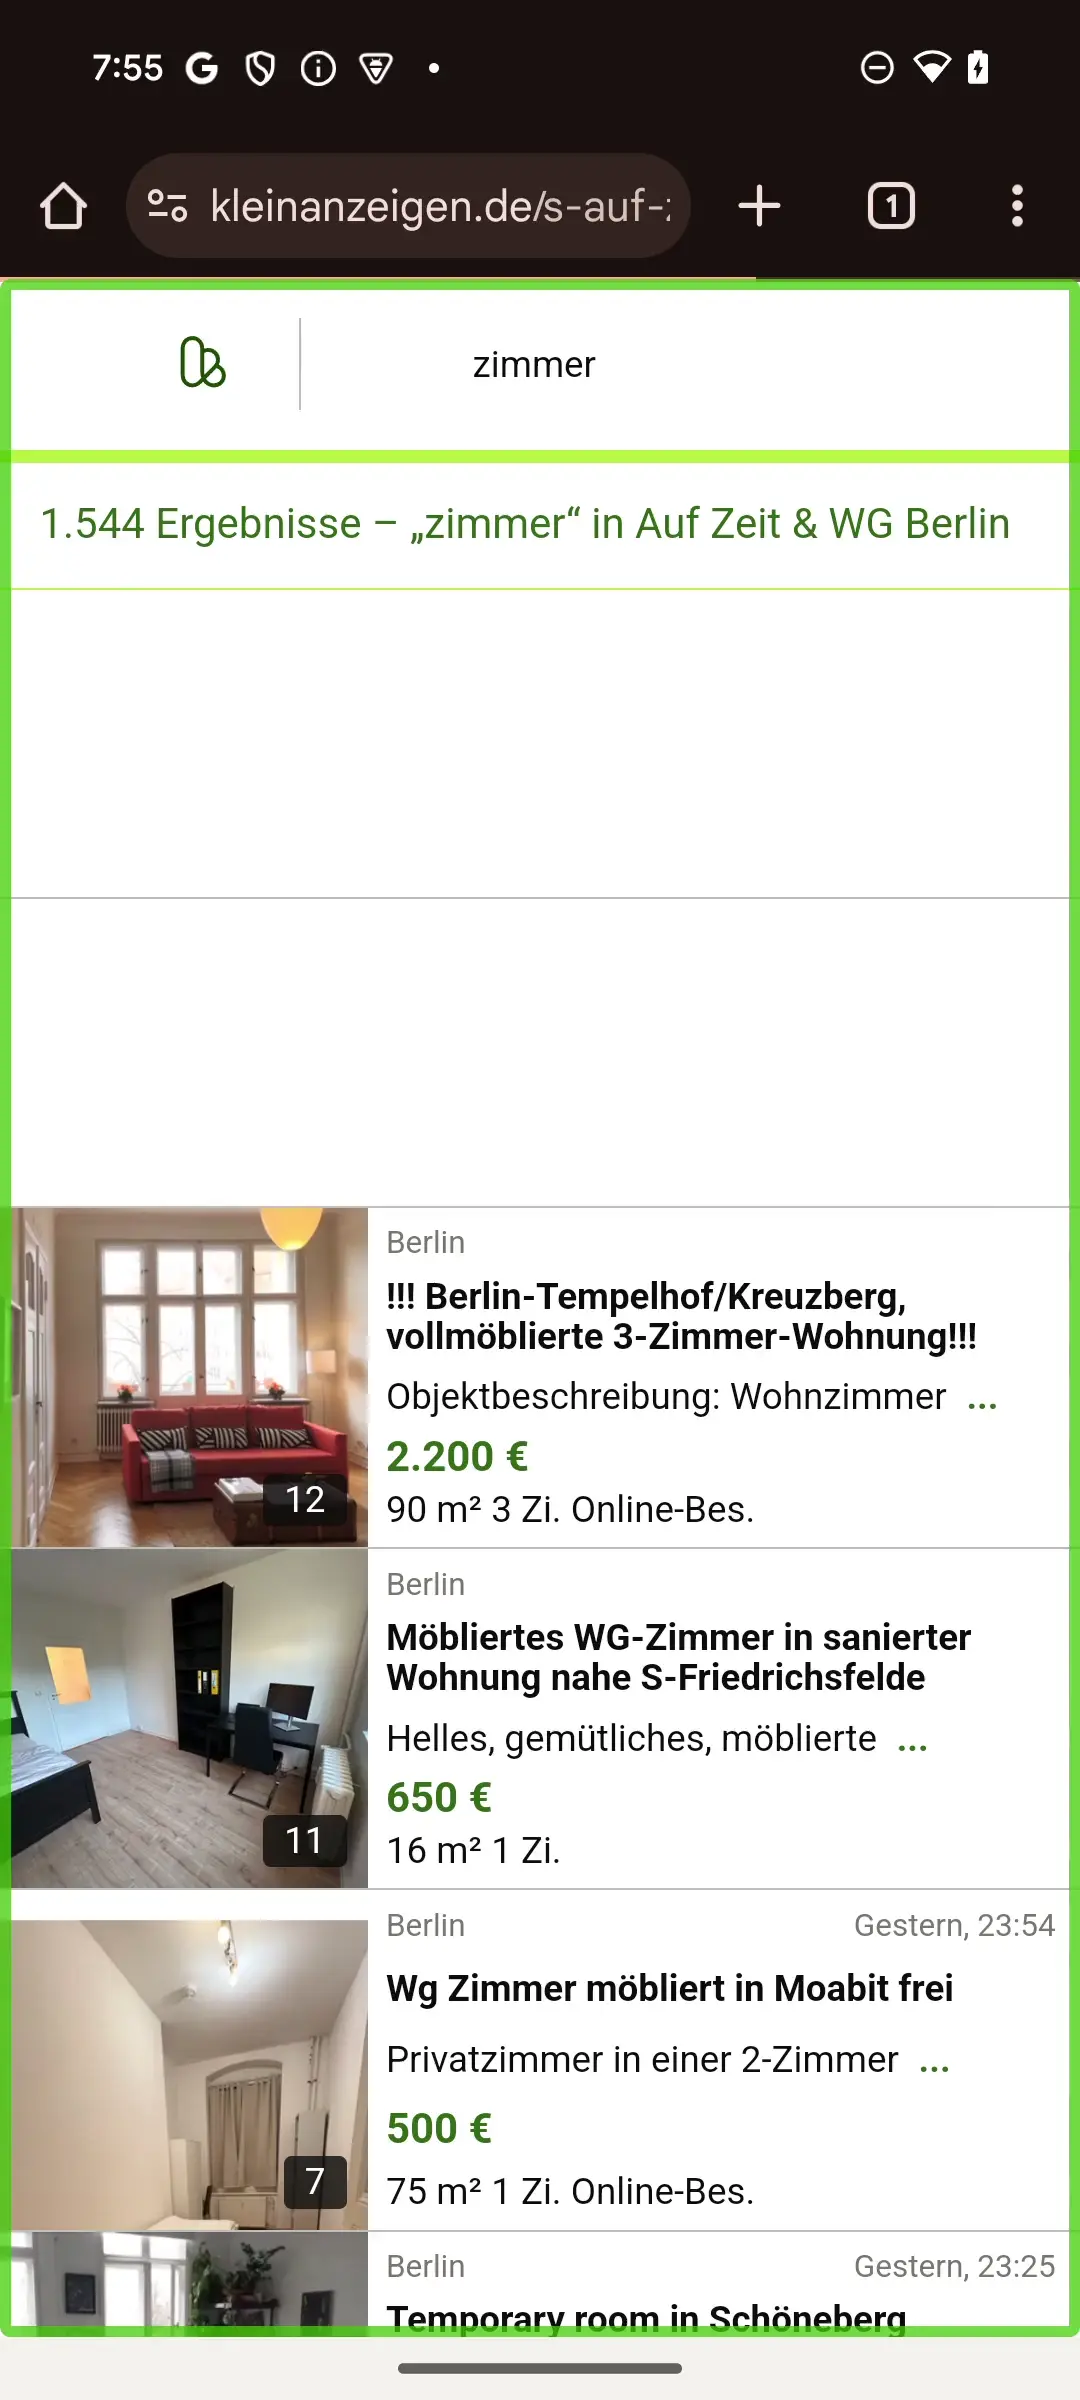 7:55
kleinanzeigen.de/s-auf-
1
zimmer
1.544 Ergebnisse – „zimmer“ in Auf Zeit & WG Berlin
Berlin
!!! Berlin-Tempelhof/Kreuzberg,
vollmöblierte 3-Zimmer-Wohnung!!!
Objektbeschreibung: Wohnzimmer ...
2.200 €
90 m² 3 Zi. Online-Bes.
12
Berlin
Möbliertes WG-Zimmer in sanierter
Wohnung nahe S-Friedrichsfelde
Helles, gemütliches, möblierte ...
650 €
16 m² 1 Zi.
11
Berlin Gestern, 23:54
Wg Zimmer möbliert in Moabit frei
Privatzimmer in einer 2-Zimmer ...
500 €
75 m² 1 Zi. Online-Bes.
7
Berlin Gestern, 23:25
Temporary room in Schöneberg